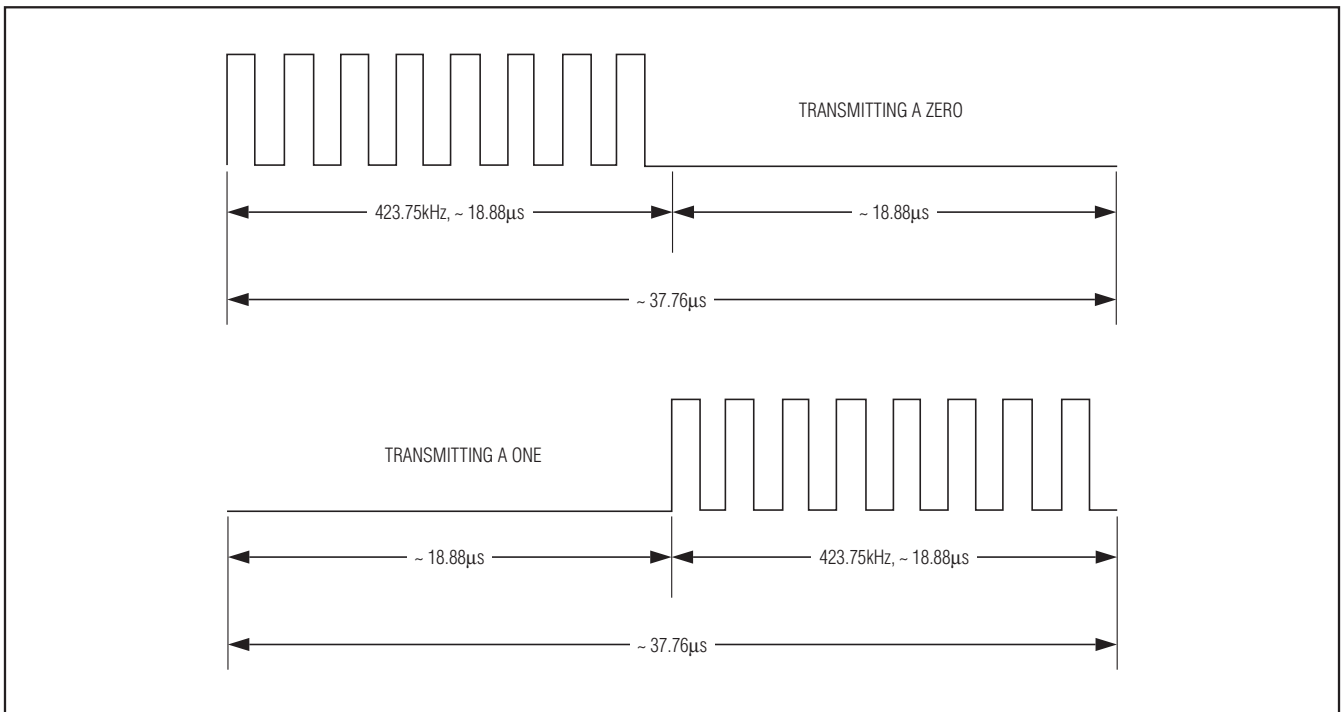 TRANSMITTING A ZERO
423.75kHz, ~ 18.88μs
~ 18.88μs
~ 37.76μs
TRANSMITTING A ONE
~ 18.88μs
423.75kHz, ~ 18.88μs
~ 37.76μs